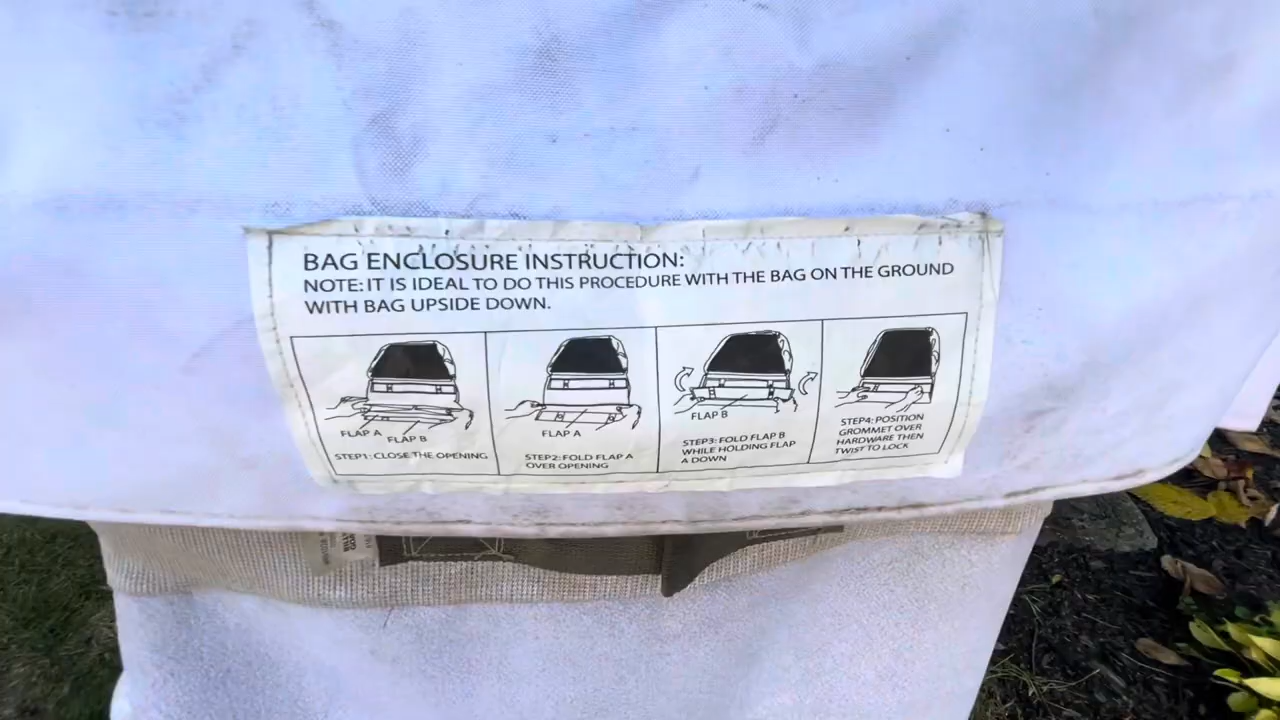 BAG ENCLOSURE INSTRUCTION:
NOTE: IT IS IDEAL TO DO THIS PROCEDURE WITH THE BAG ON THE GROUND
WITH BAG UPSIDE DOWN.
FLAP A FLAP B
STEP1: CLOSE THE OPENING
FLAP A
STEP2: FOLD FLAP A
OVER OPENING
FLAP B
STEP3: FOLD FLAP B
WHILE HOLDING FLAP
A DOWN
STEP4: POSITION
GROMMET OVER
HARDWARE THEN
TWIST TO LOCK